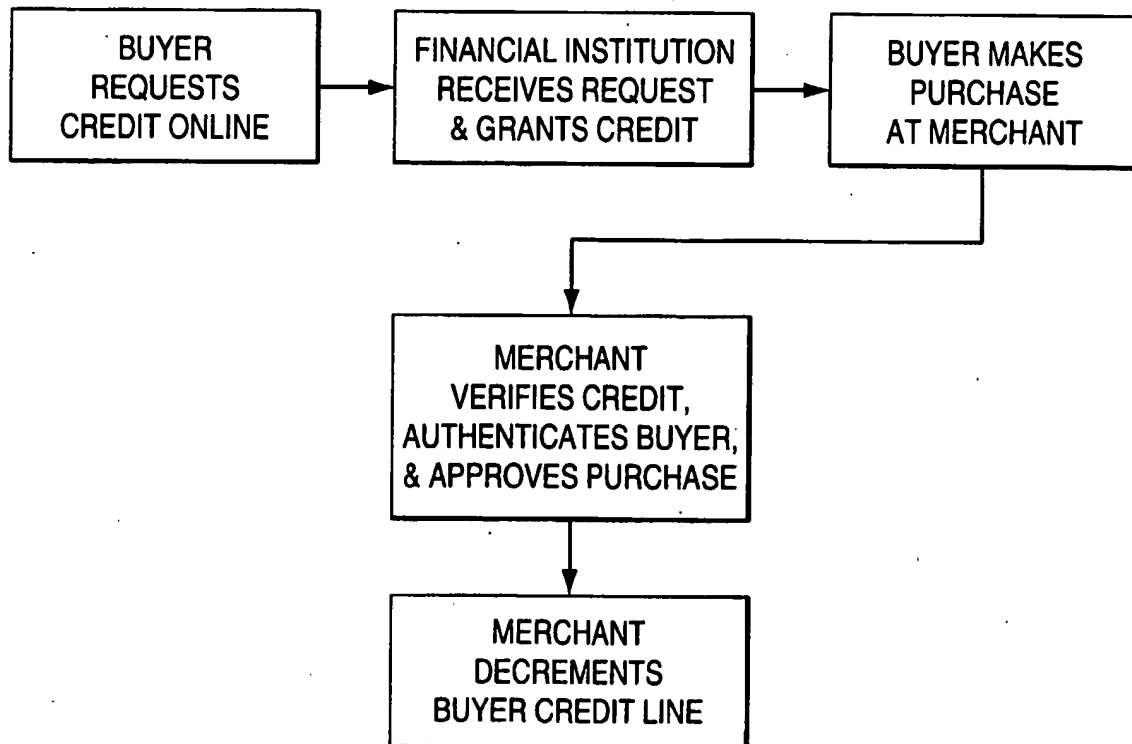 BUYER
REQUESTS
CREDIT ONLINE
FINANCIAL INSTITUTION
RECEIVES REQUEST
& GRANTS CREDIT
BUYER MAKES
PURCHASE
AT MERCHANT
MERCHANT
VERIFIES CREDIT,
AUTHENTICATES BUYER,
& APPROVES PURCHASE
MERCHANT
DECREMENTS
BUYER CREDIT LINE